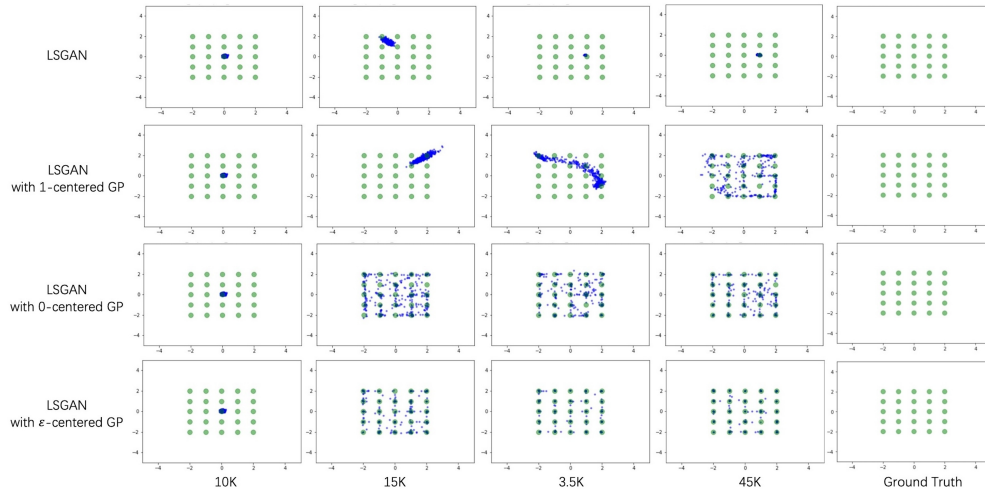 LSGAN
LSGAN
with 1-centered GP
LSGAN
with 0-centered GP
LSGAN
with ε-centered GP
10K 15K 3.5K 45K Ground Truth